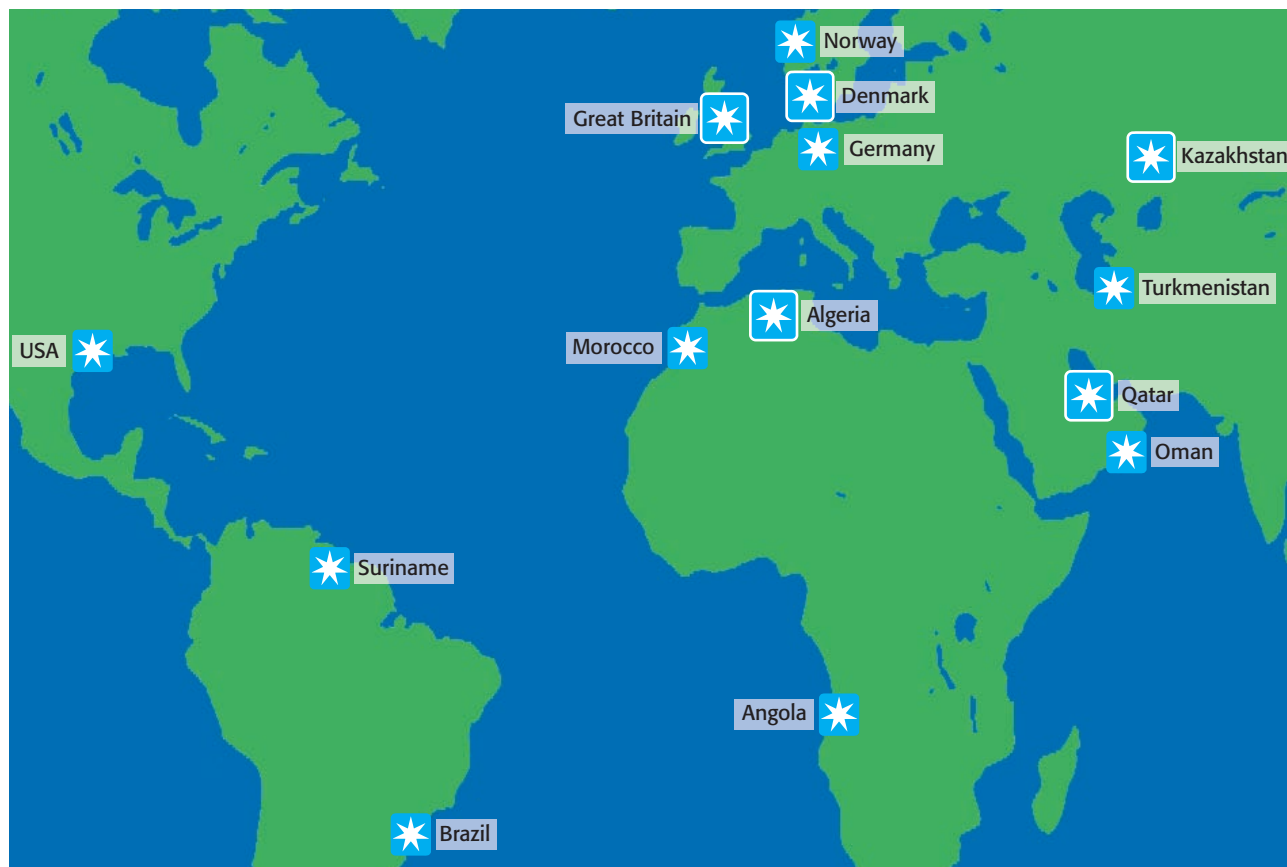 Norway
Denmark
Great Britain
Germany
Kazakhstan
Turkmenistan
Algeria
Morocco
USA
Qatar
Oman
Suriname
Angola
Brazil